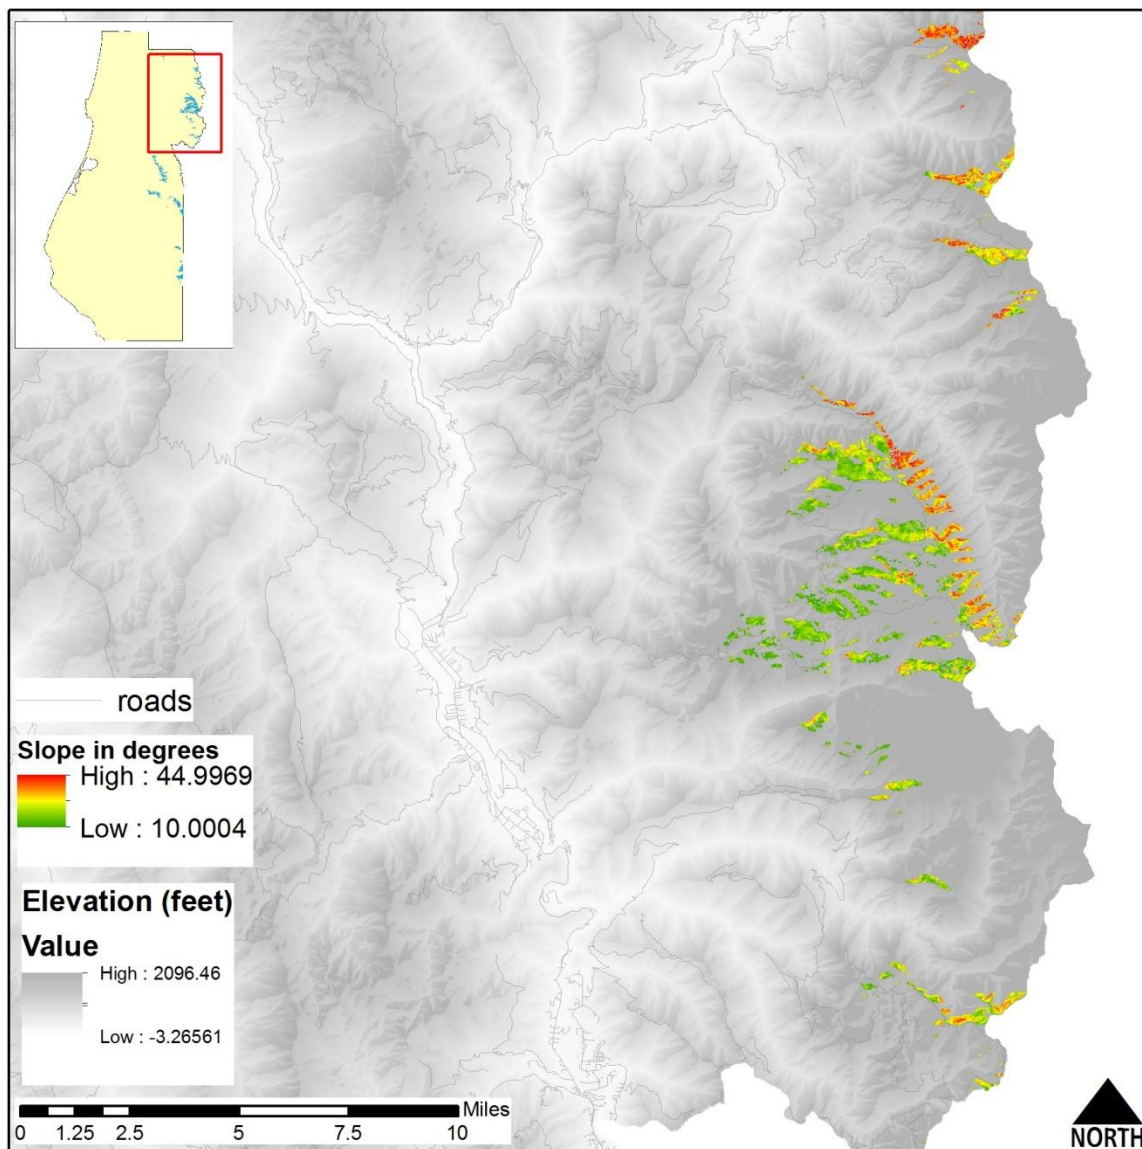 roads
Slope in degrees
High : 44.9969
Low : 10.0004
Elevation (feet)
Value
High : 2096.46
Low : -3.26561
Miles
0 1.25 2.5 5 7.5 10
NORTH